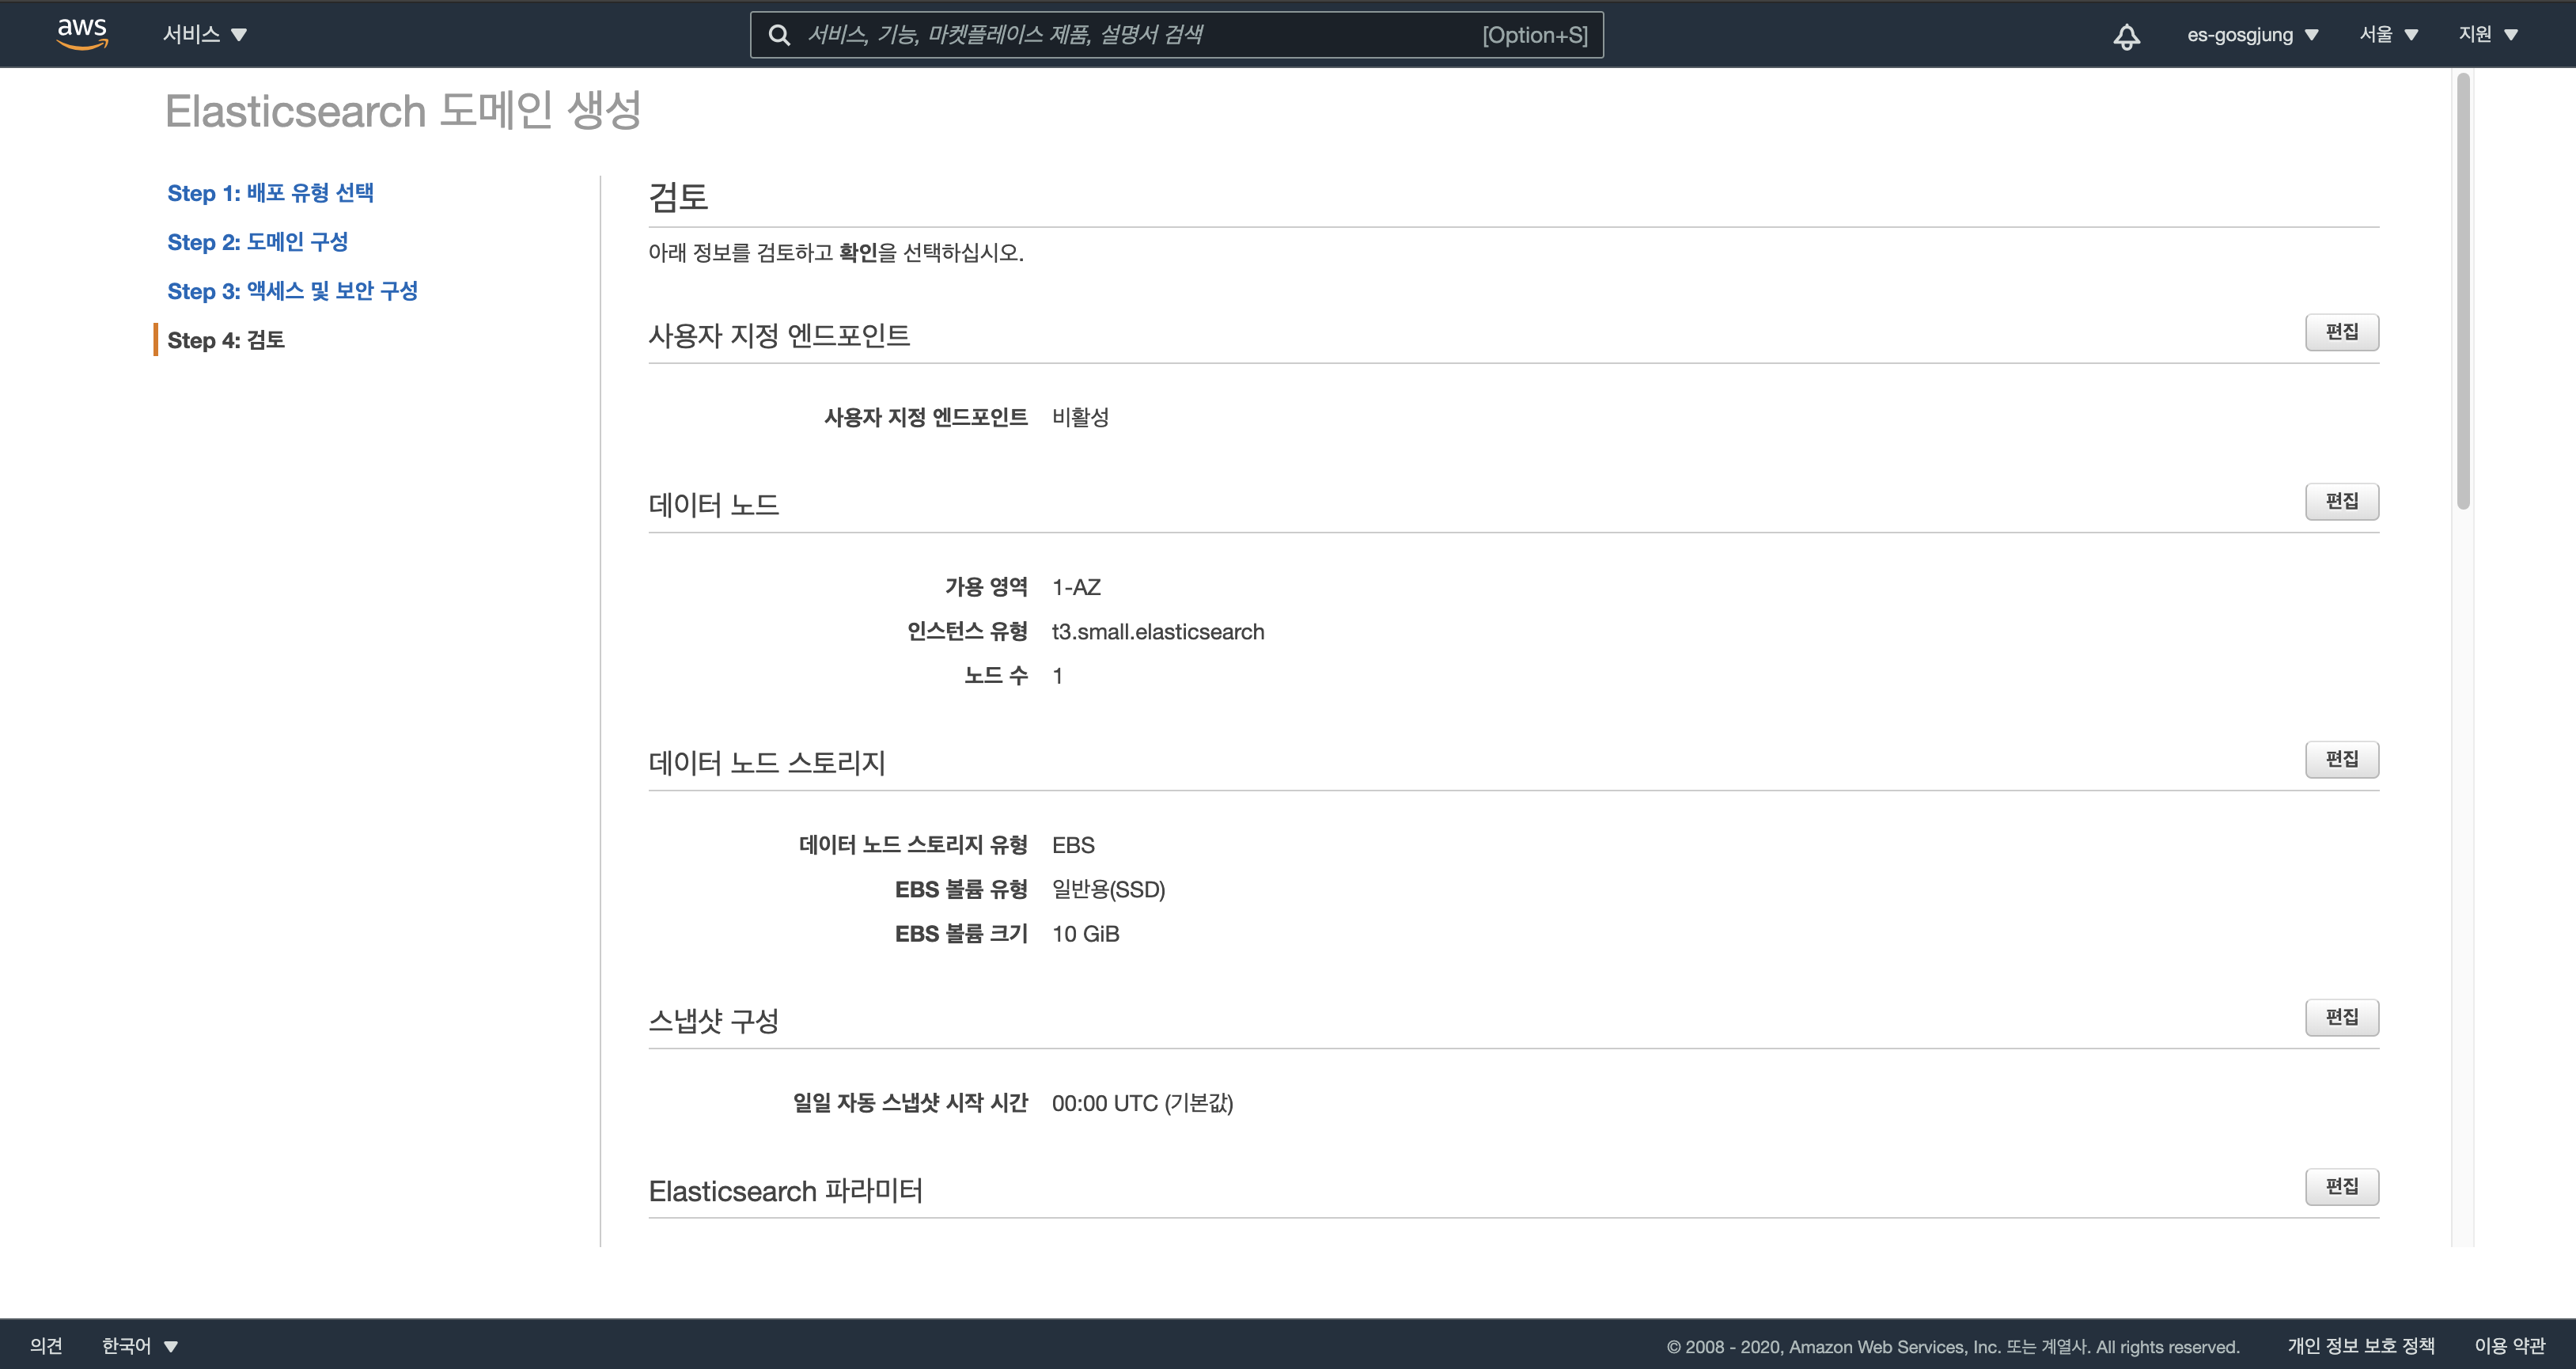 aws
서비스
서비스, 기능, 마켓플레이스 제품, 설명서 검색 [Option+S]
es-gosgjung
서울
지원
Elasticsearch 도메인 생성
Step 1: 배포 유형 선택
Step 2: 도메인 구성
Step 3: 액세스 및 보안 구성
Step 4: 검토
검토
아래 정보를 검토하고 확인을 선택하십시오.
사용자 지정 엔드포인트 편집
사용자 지정 엔드포인트 비활성
데이터 노드 편집
가용 영역 1-AZ
인스턴스 유형 t3.small.elasticsearch
노드 수 1
데이터 노드 스토리지 편집
데이터 노드 스토리지 유형 EBS
EBS 볼륨 유형 일반용(SSD)
EBS 볼륨 크기 10 GiB
스냅샷 구성 편집
일일 자동 스냅샷 시작 시간 00:00 UTC (기본값)
Elasticsearch 파라미터 편집
의견
한국어
© 2008 - 2020, Amazon Web Services, Inc. 또는 계열사. All rights reserved.
개인 정보 보호 정책
이용 약관